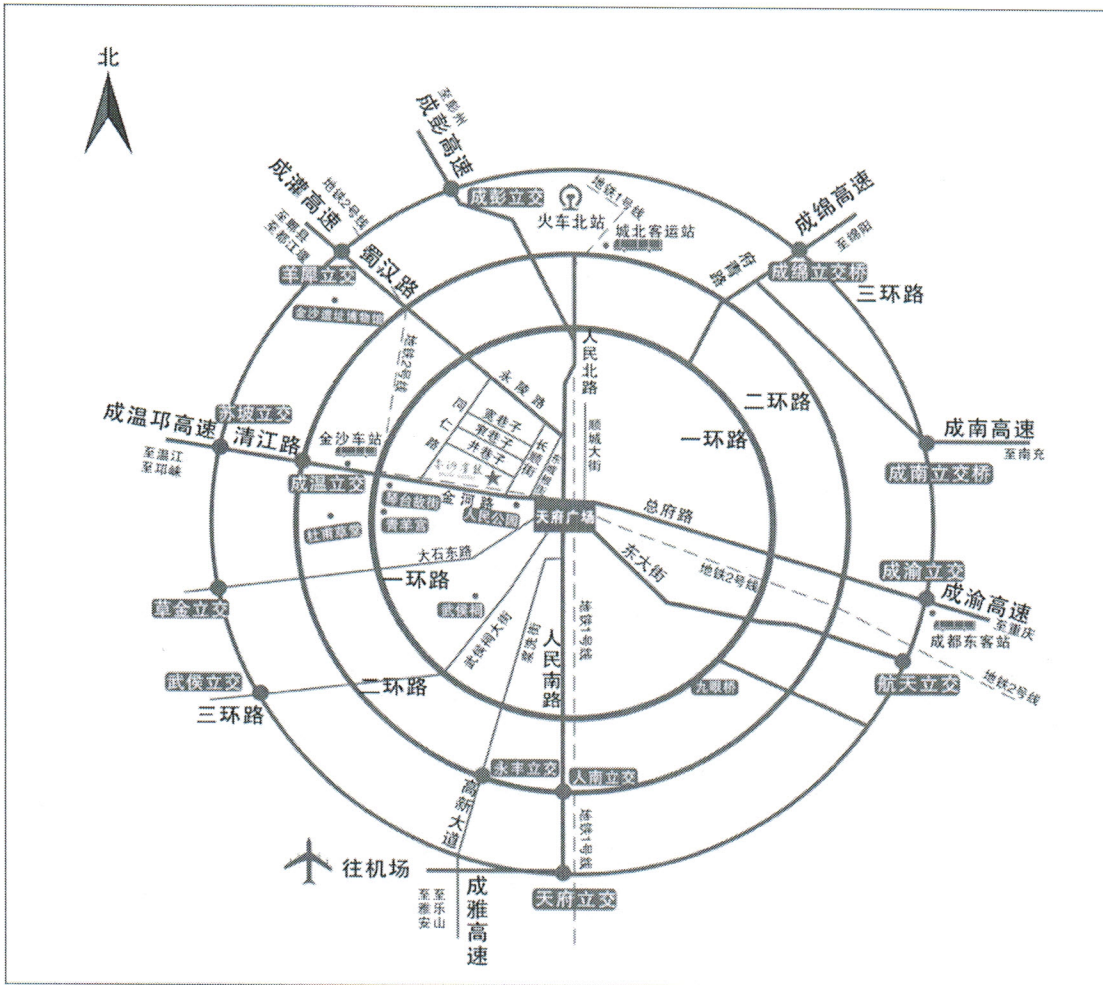 北
至彭州
成彭高速
成灌高速
地铁2号线
至郫县
至都江堰
成彭立交
火车北站
地铁1号线
城北客运站
成绵高速
至绵阳
府青路
成绵立交桥
三环路
羊犀立交
蜀汉路
金沙遗址博物馆
地铁2号线
人民北路
二环路
一环路
永陵路
同仁路
宽巷子
窄巷子
井巷子
长顺街
顺城大街
成温邛高速
苏坡立交
清江路
金沙车站
至温江
至邛崃
成南高速
至南充
成南立交桥
成温立交
琴台故街
金河路
人民公园
天府广场
总府路
杜甫草堂
青羊宫
大石东路
东大街
地铁2号线
成渝立交
成渝高速
至重庆
成都东客站
一环路
草金立交
武侯祠
武侯祠大街
浆洗街
人民南路
地铁1号线
武侯立交
二环路
三环路
九眼桥
航天立交
地铁2号线
永丰立交
人南立交
高新大道
地铁1号线
往机场
天府立交
至乐山
至雅安
成雅高速